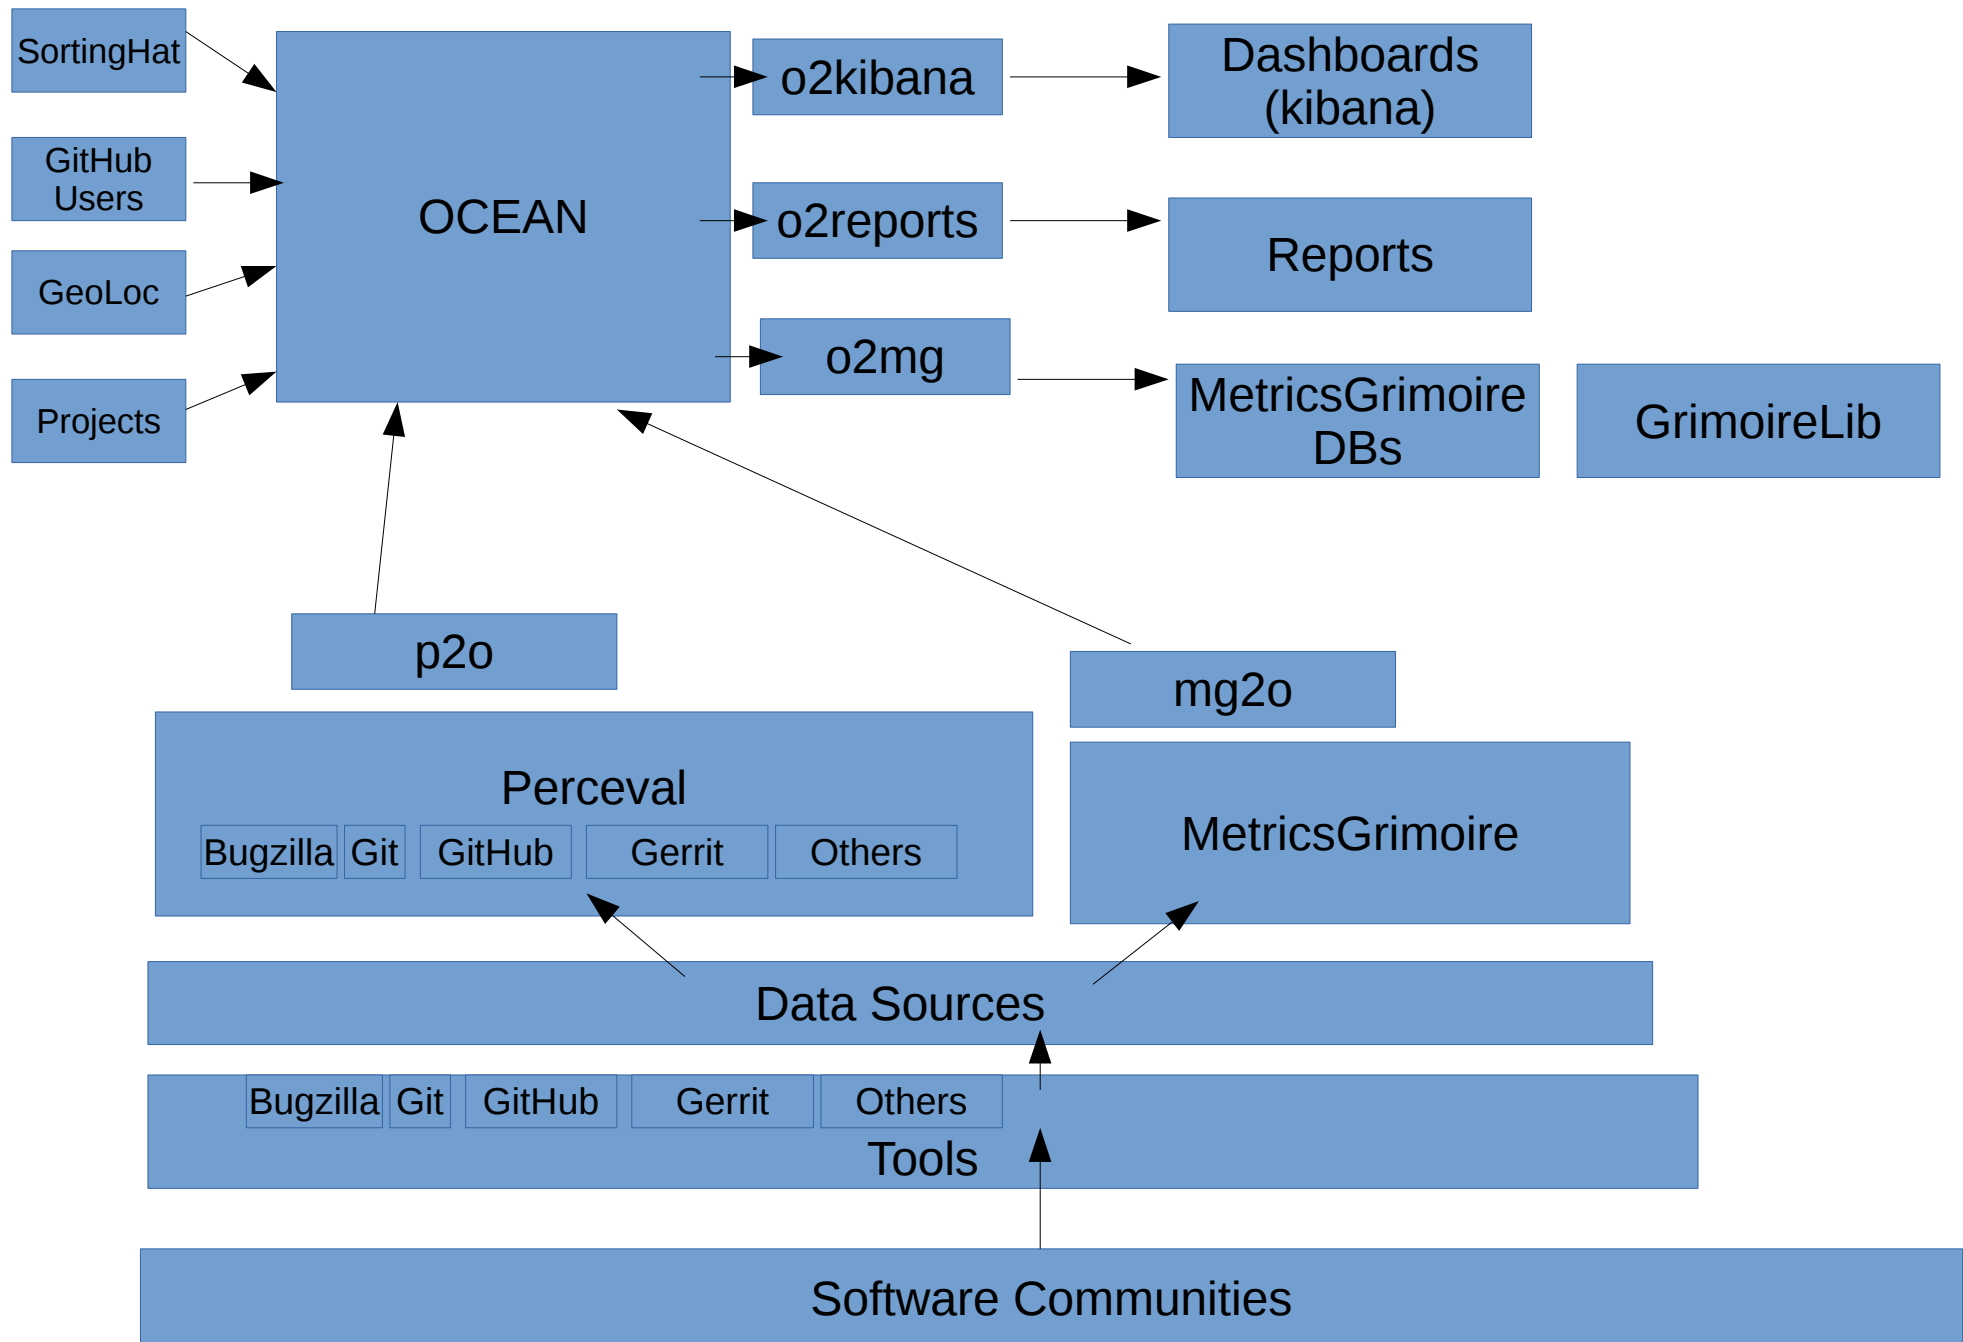 SortingHat
GitHub
Users
GeoLoc
Projects
OCEAN
o2kibana
o2reports
o2mg
Dashboards
(kibana)
Reports
MetricsGrimoire
DBs
GrimoireLib
p2o
mg2o
Perceval
Bugzilla
Git
GitHub
Gerrit
Others
MetricsGrimoire
Data Sources
Bugzilla
Git
GitHub
Gerrit
Others
Tools
Software Communities